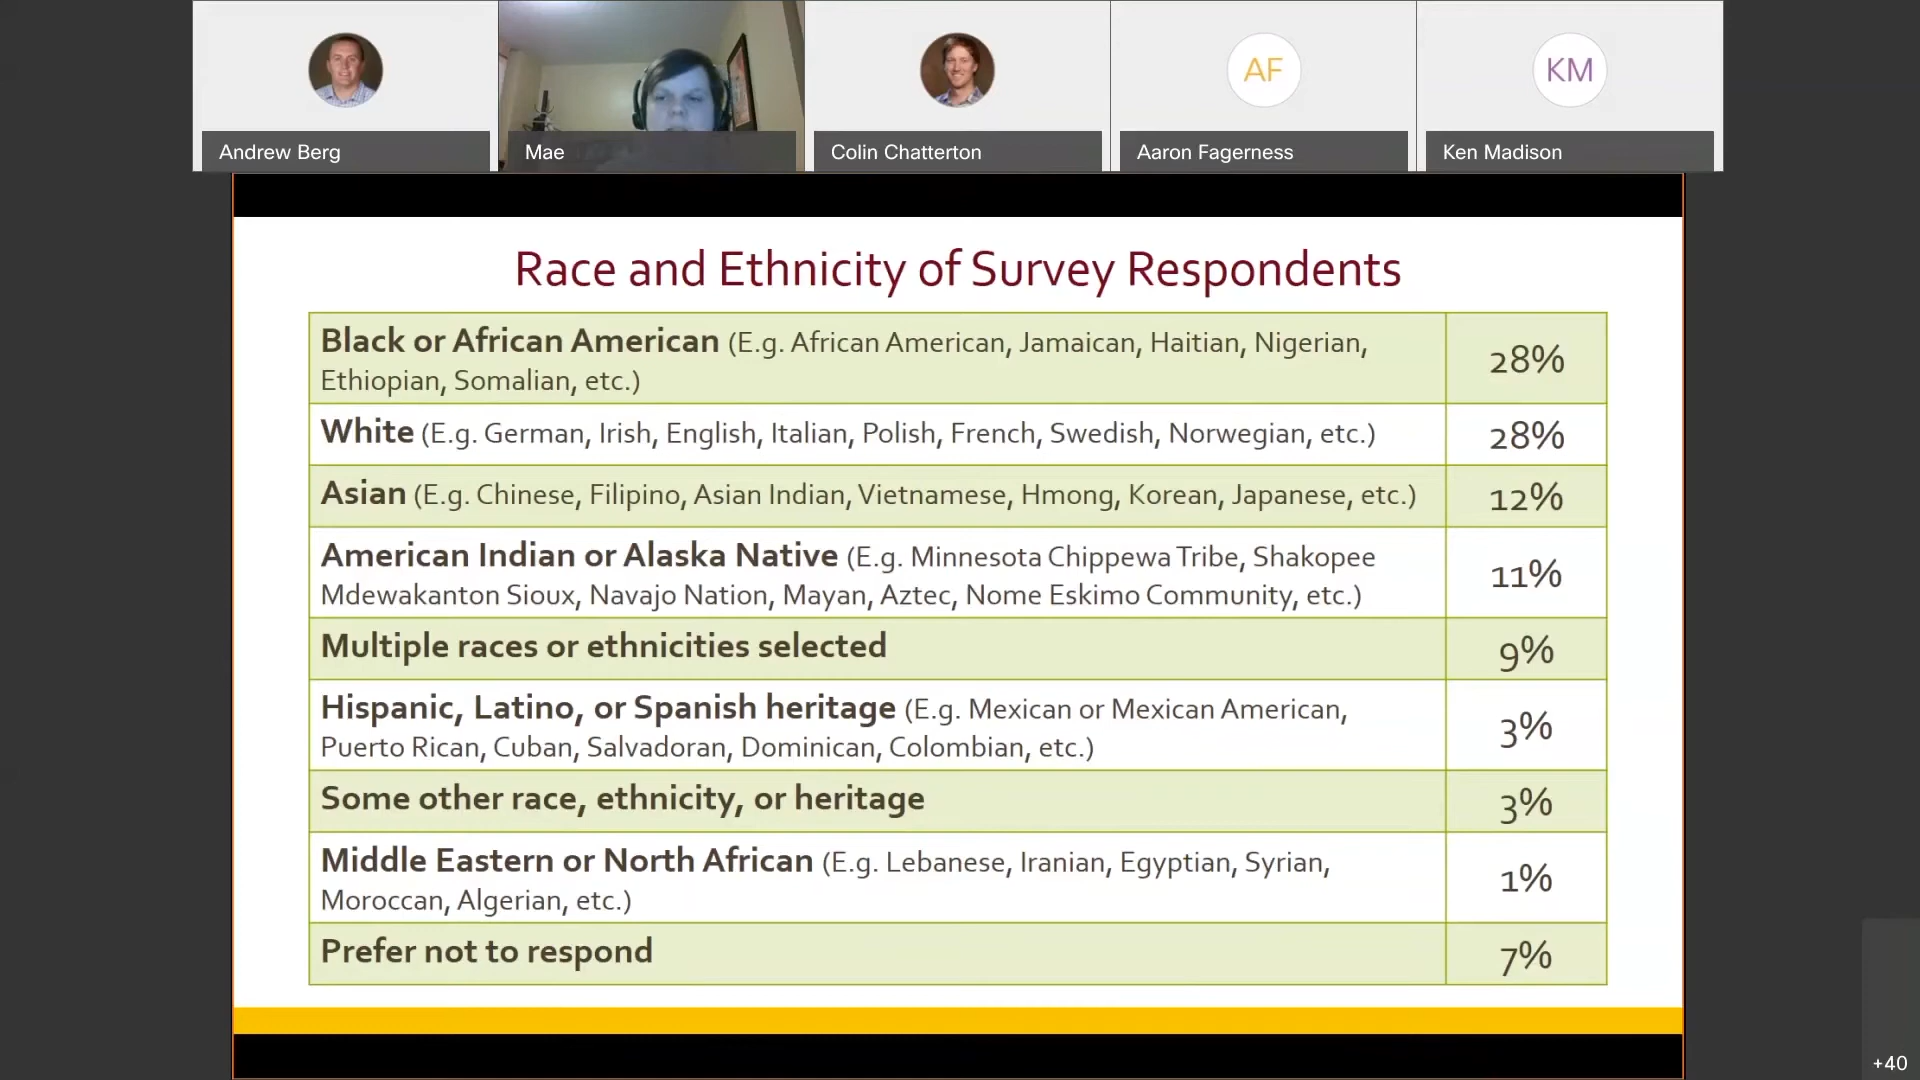 AF
KM
Andrew Berg
Mae
Colin Chatterton
Aaron Fagerness
Ken Madison
Race and Ethnicity of Survey Respondents
Black or African American (E.g. African American, Jamaican, Haitian, Nigerian,
Ethiopian, Somalian, etc.)
28%
White (E.g. German, Irish, English, Italian, Polish, French, Swedish, Norwegian, etc.)
28%
Asian (E.g. Chinese, Filipino, Asian Indian, Vietnamese, Hmong, Korean, Japanese, etc.)
12%
American Indian or Alaska Native (E.g. Minnesota Chippewa Tribe, Shakopee
Mdewakanton Sioux, Navajo Nation, Mayan, Aztec, Nome Eskimo Community, etc.)
11%
Multiple races or ethnicities selected
9%
Hispanic, Latino, or Spanish heritage (E.g. Mexican or Mexican American,
Puerto Rican, Cuban, Salvadoran, Dominican, Colombian, etc.)
3%
Some other race, ethnicity, or heritage
3%
Middle Eastern or North African (E.g. Lebanese, Iranian, Egyptian, Syrian,
Moroccan, Algerian, etc.)
1%
Prefer not to respond
7%
+40